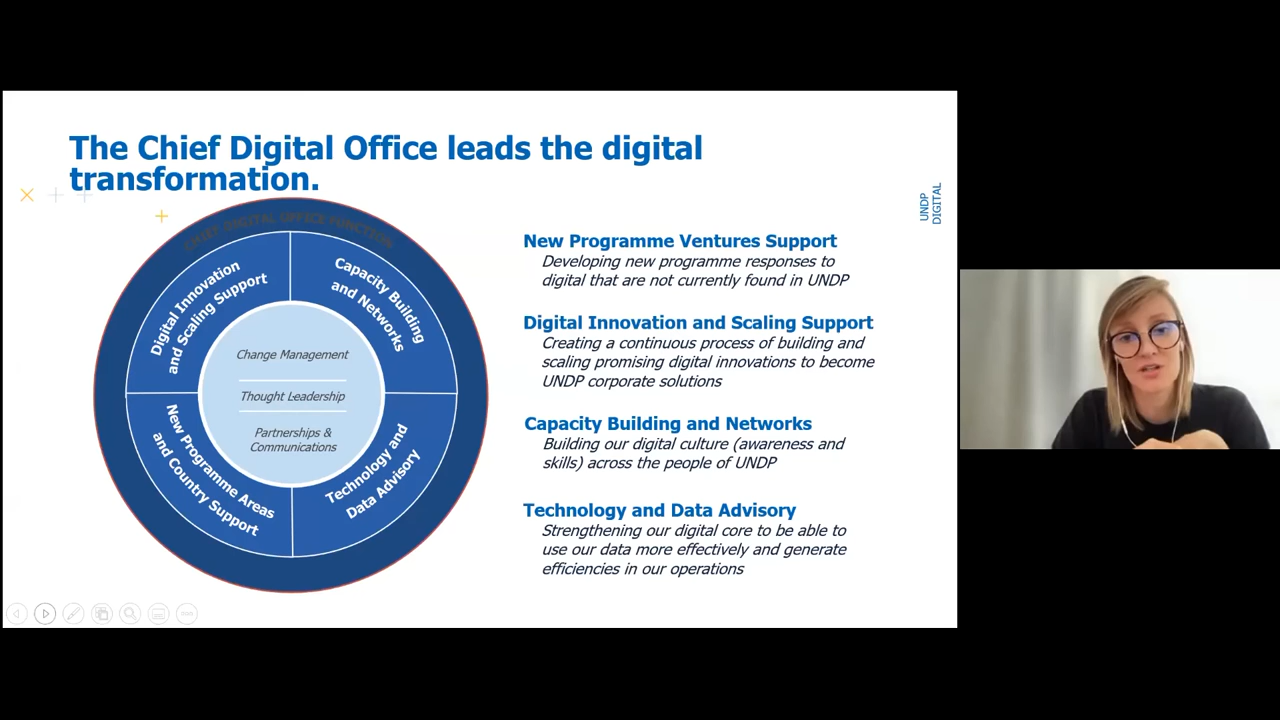 The Chief Digital Office leads the digital
transformation.
UNDP
DIGITAL
CHIEF DIGITAL OFFICE FUNCTION
Digital Innovation
and Scaling Support
Capacity Building
and Networks
Change Management
Thought Leadership
Partnerships &
Communications
New Programme Areas
and Country Support
Technology and
Data Advisory
New Programme Ventures Support
Developing new programme responses to
digital that are not currently found in UNDP
Digital Innovation and Scaling Support
Creating a continuous process of building and
scaling promising digital innovations to become
UNDP corporate solutions
Capacity Building and Networks
Building our digital culture (awareness and
skills) across the people of UNDP
Technology and Data Advisory
Strengthening our digital core to be able to
use our data more effectively and generate
efficiencies in our operations